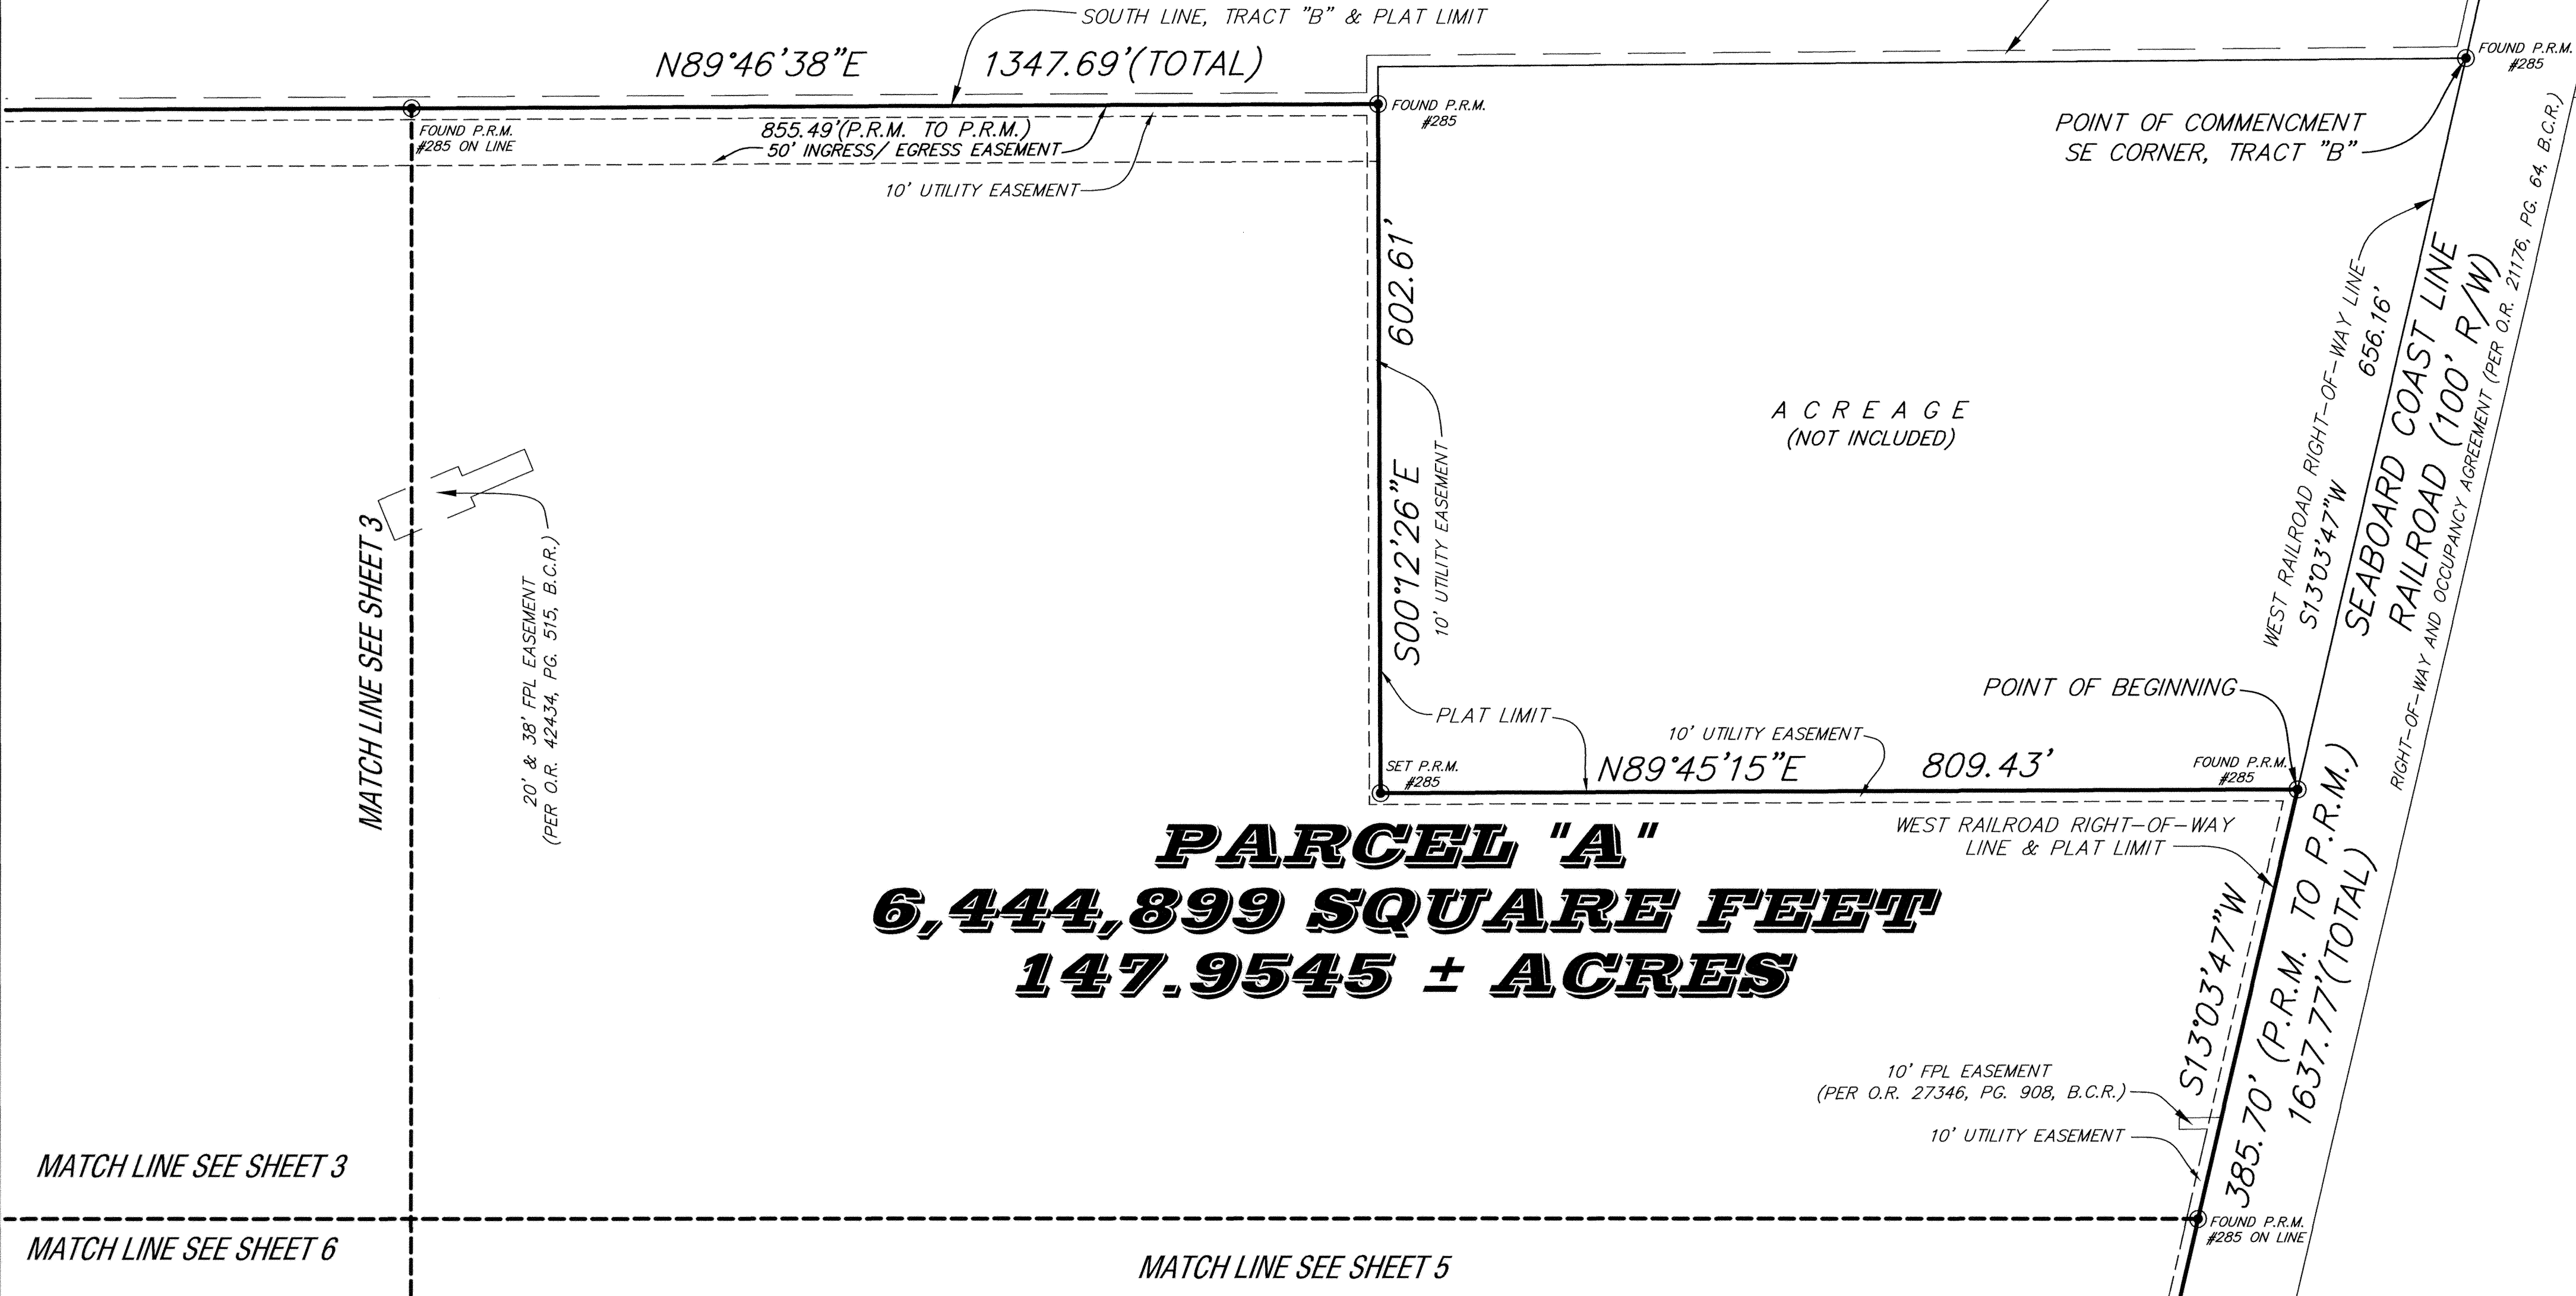 SOUTH LINE, TRACT "B" & PLAT LIMIT
N89°46'38"E 1347.69'(TOTAL)
FOUND P.R.M.
#285
FOUND P.R.M.
#285 ON LINE
855.49'(P.R.M. TO P.R.M.)
50' INGRESS/ EGRESS EASEMENT
10' UTILITY EASEMENT
FOUND P.R.M.
#285
POINT OF COMMENCMENT
SE CORNER, TRACT "B"
602.61'
S00°12'26"E
10' UTILITY EASEMENT
ACREAGE
(NOT INCLUDED)
WEST RAILROAD RIGHT-OF-WAY LINE
656.16'
S13°03'47"W
SEABOARD COAST LINE
RAILROAD (100' R/W)
RIGHT-OF-WAY AND OCCUPANCY AGREEMENT (PER O.R. 21176, PG. 64, B.C.R.)
MATCH LINE SEE SHEET 3
20' & 38' FPL EASEMENT
(PER O.R. 42434, PG. 515, B.C.R.)
POINT OF BEGINNING
PLAT LIMIT
10' UTILITY EASEMENT
SET P.R.M.
#285
N89°45'15"E 809.43'
FOUND P.R.M.
#285
WEST RAILROAD RIGHT-OF-WAY
LINE & PLAT LIMIT
PARCEL "A"
6,444,899 SQUARE FEET
147.9545 ± ACRES
S13°03'47"W
385.70' (P.R.M. TO P.R.M.)
1637.77'(TOTAL)
10' FPL EASEMENT
(PER O.R. 27346, PG. 908, B.C.R.)
10' UTILITY EASEMENT
MATCH LINE SEE SHEET 3
FOUND P.R.M.
#285 ON LINE
MATCH LINE SEE SHEET 6
MATCH LINE SEE SHEET 5